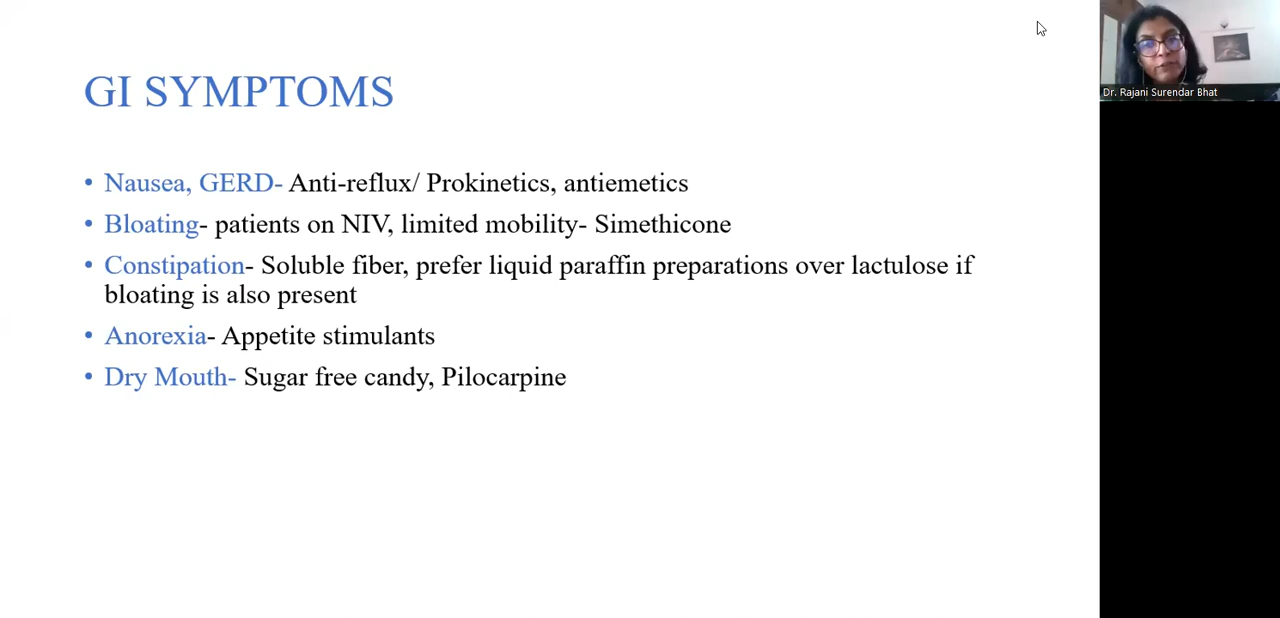 GI SYMPTOMS
• Nausea, GERD- Anti-reflux/ Prokinetics, antiemetics
• Bloating- patients on NIV, limited mobility- Simethicone
• Constipation- Soluble fiber, prefer liquid paraffin preparations over lactulose if
bloating is also present
• Anorexia- Appetite stimulants
• Dry Mouth- Sugar free candy, Pilocarpine
Dr. Rajani Surendar Bhat